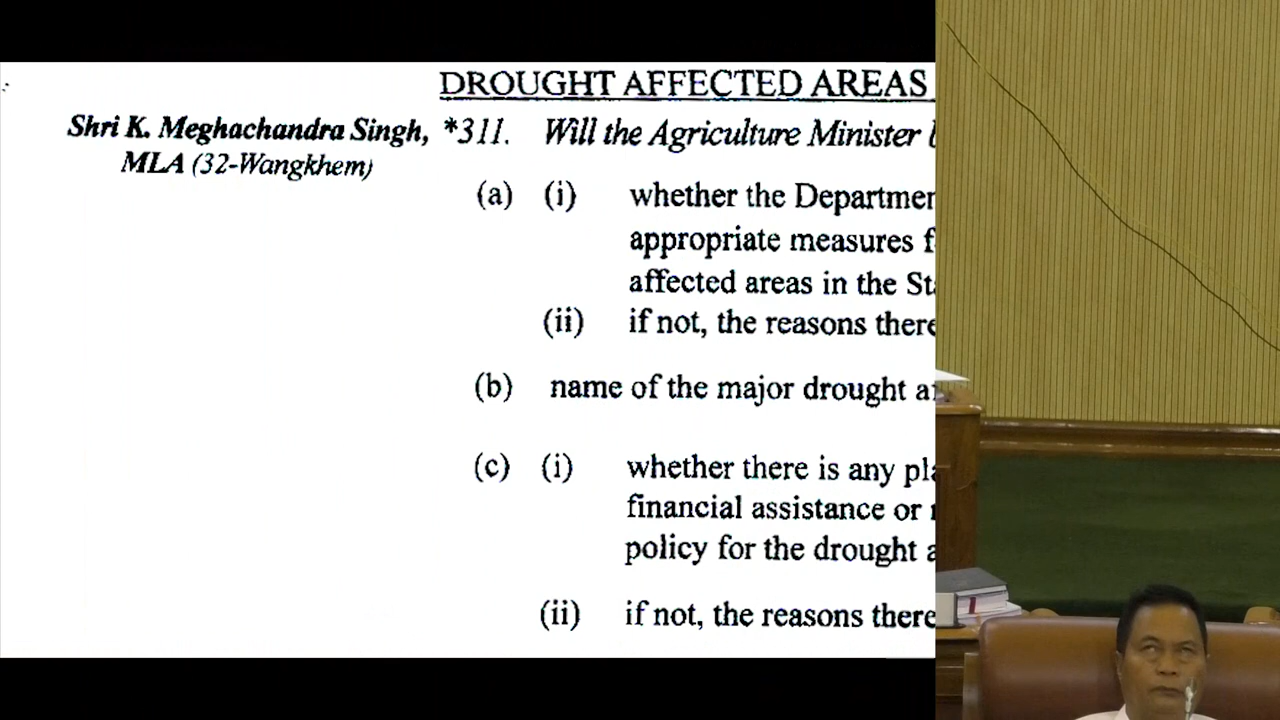 DROUGHT AFFECTED AREAS
Shri K. Meghachandra Singh, *311. Will the Agriculture Minister
MLA (32-Wangkhem)
(a) (i) whether the Departmen
appropriate measures f
affected areas in the Sta
(ii) if not, the reasons there
(b) name of the major drought a
(c) (i) whether there is any pla
financial assistance or
policy for the drought a
(ii) if not, the reasons there